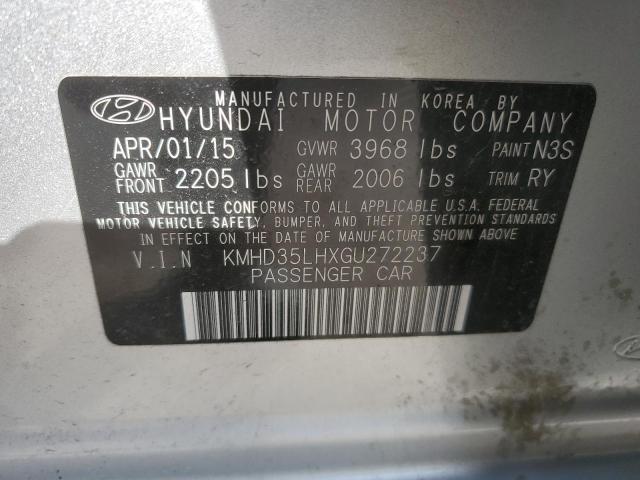 MANUFACTURED IN KOREA BY
HYUNDAI MOTOR COMPANY
APR/01/15 GVWR 3968 lbs PAINT N3S
GAWR FRONT 2205 lbs GAWR REAR 2006 lbs TRIM RY
THIS VEHICLE CONFORMS TO ALL APPLICABLE U.S.A. FEDERAL
MOTOR VEHICLE SAFETY, BUMPER, AND THEFT PREVENTION STANDARDS
IN EFFECT ON THE DATE OF MANUFACTURE SHOWN ABOVE
V.I.N KMHD35LHXGU272237
PASSENGER CAR